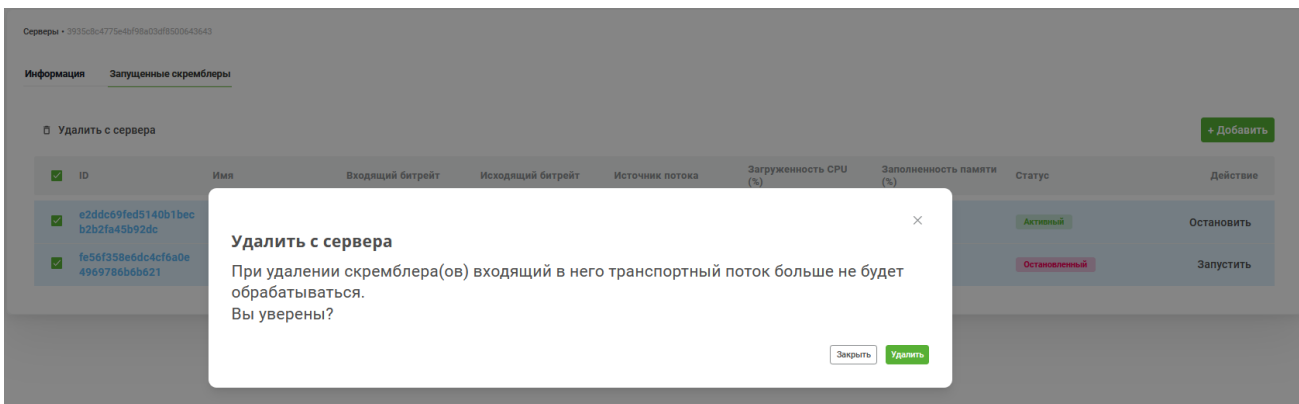 Серверы • 3935c8c4775e4bf98a03df8500643643
Информация Запущенные скремблеры
Удалить с сервера + Добавить
ID Имя Входящий битрейт Исходящий битрейт Источник потока Загруженность CPU (%) Заполненность памяти (%) Статус Действие
e2ddc69fed5140b1bec
b2b2fa45b92dc
Активный Остановить
fe56f358e6dc4cf6a0e
4969786b6b621
Остановленный Запустить
Удалить с сервера
При удалении скремблера(ов) входящий в него транспортный поток больше не будет
обрабатываться.
Вы уверены?
Закрыть Удалить